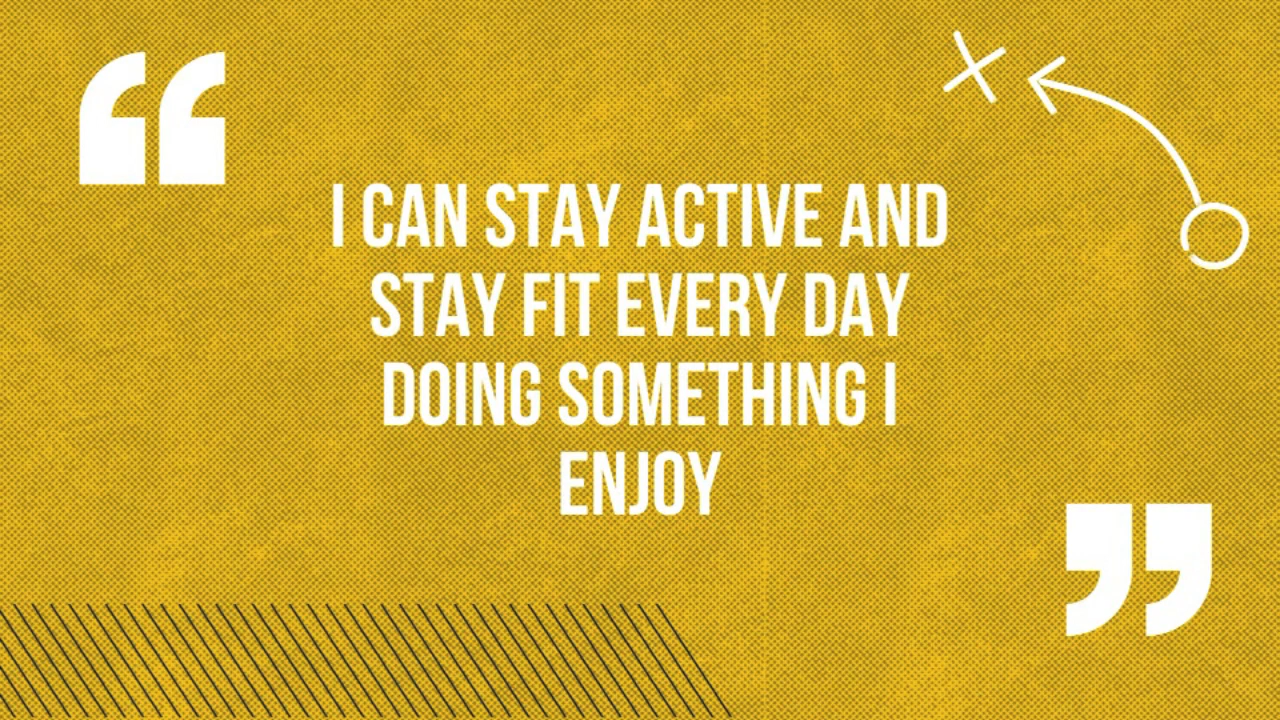 “
I CAN STAY ACTIVE AND
STAY FIT EVERY DAY
DOING SOMETHING I
ENJOY
”